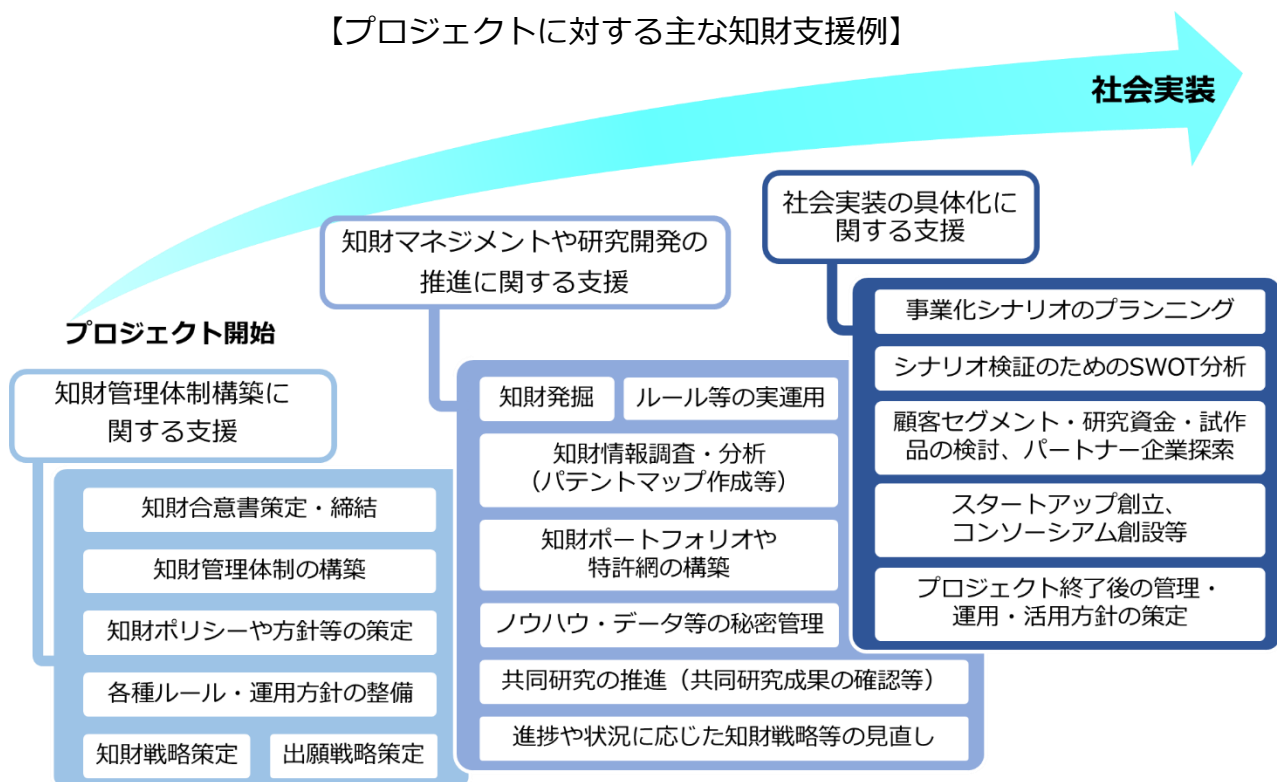 【プロジェクトに対する主な知財支援例】
社会実装
プロジェクト開始
知財管理体制構築に
関する支援
知財合意書策定・締結
知財管理体制の構築
知財ポリシーや方針等の策定
各種ルール・運用方針の整備
知財戦略策定
出願戦略策定
知財マネジメントや研究開発の
推進に関する支援
知財発掘
ルール等の実運用
知財情報調査・分析
（パテントマップ作成等）
知財ポートフォリオや
特許網の構築
ノウハウ・データ等の秘密管理
共同研究の推進（共同研究成果の確認等）
進捗や状況に応じた知財戦略等の見直し
社会実装の具体化に
関する支援
事業化シナリオのプランニング
シナリオ検証のためのSWOT分析
顧客セグメント・研究資金・試作
品の検討、パートナー企業探索
スタートアップ創立、
コンソーシアム創設等
プロジェクト終了後の管理・
運用・活用方針の策定